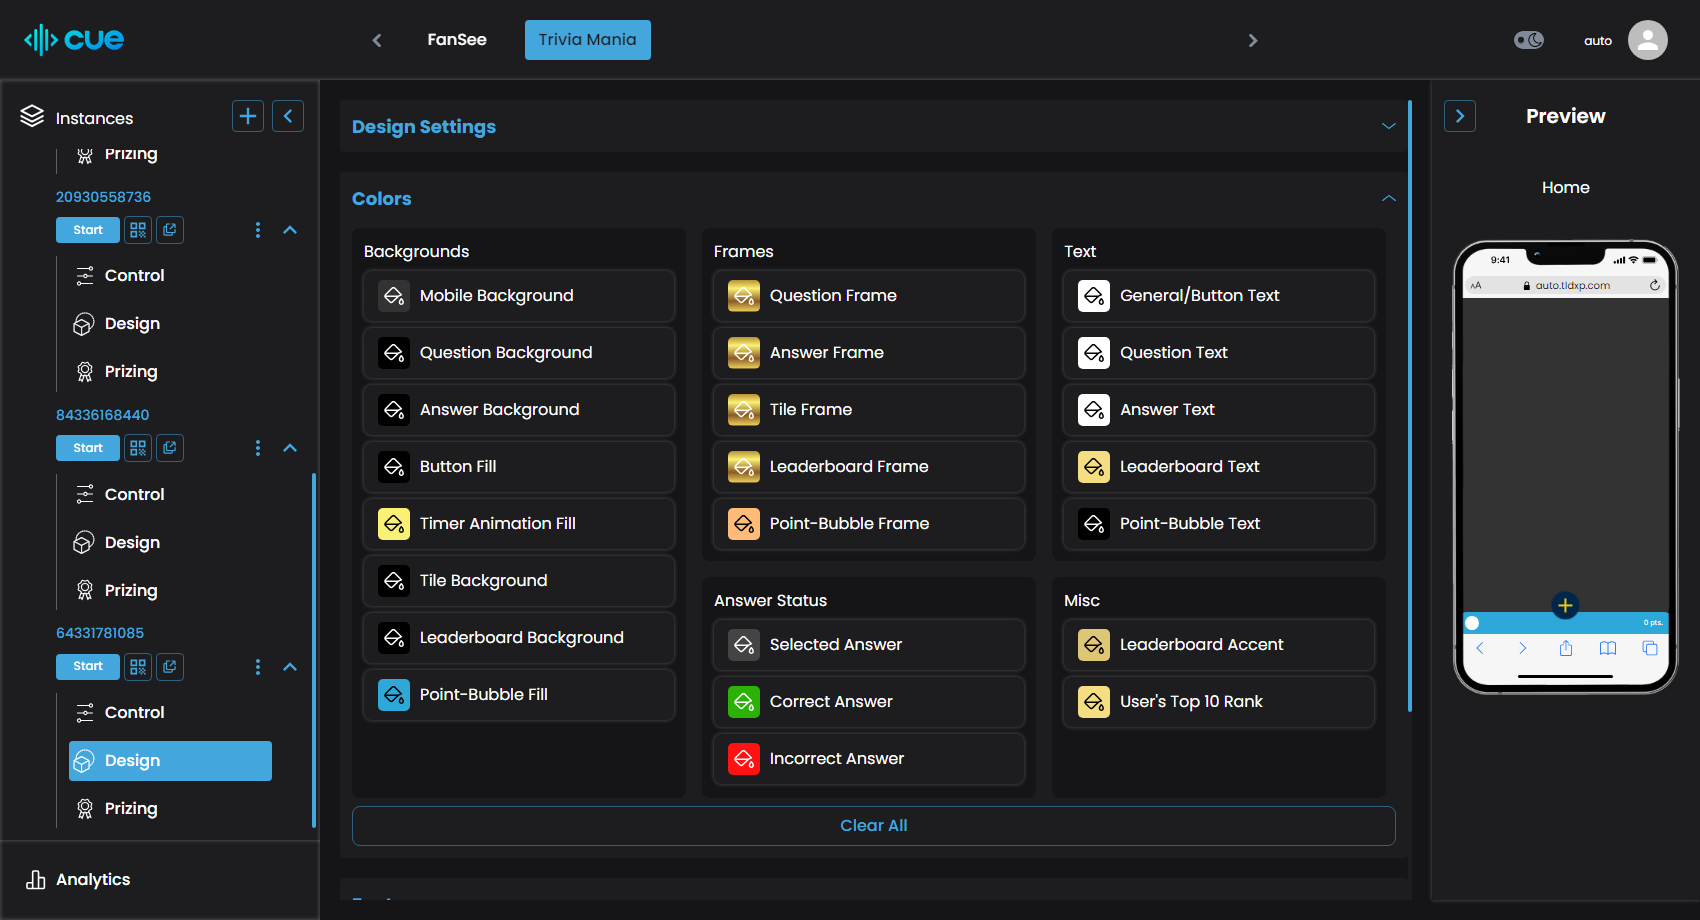 cue
FanSee
Trivia Mania
auto
Instances
Prizing
20930558736
Start
Control
Design
Prizing
84336168440
Start
Control
Design
Prizing
64331781085
Start
Control
Design
Prizing
Analytics
Design Settings
Colors
Backgrounds
Mobile Background
Question Background
Answer Background
Button Fill
Timer Animation Fill
Tile Background
Leaderboard Background
Point-Bubble Fill
Frames
Question Frame
Answer Frame
Tile Frame
Leaderboard Frame
Point-Bubble Frame
Answer Status
Selected Answer
Correct Answer
Incorrect Answer
Text
General/Button Text
Question Text
Answer Text
Leaderboard Text
Point-Bubble Text
Misc
Leaderboard Accent
User's Top 10 Rank
Clear All
Preview
Home
9:41
AA
auto.tldxp.com
0 pts.